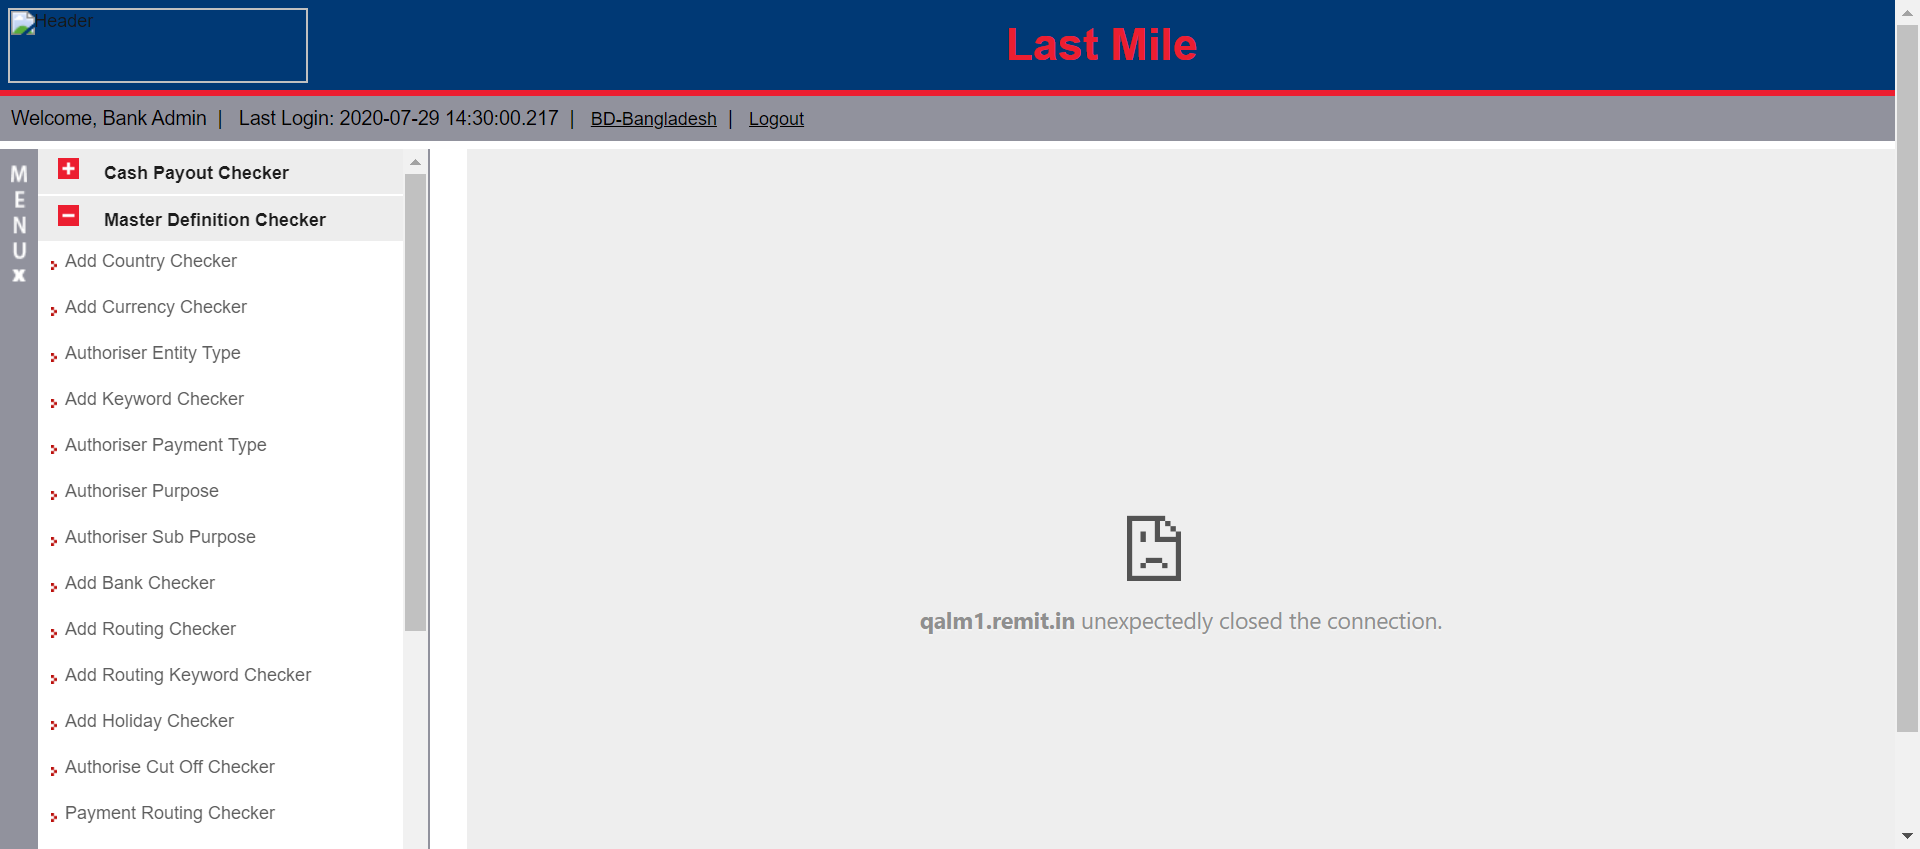 Header
Last Mile
Welcome, Bank Admin | Last Login: 2020-07-29 14:30:00.217 | BD-Bangladesh | Logout
MENU
x
Cash Payout Checker
Master Definition Checker
Add Country Checker
Add Currency Checker
Authoriser Entity Type
Add Keyword Checker
Authoriser Payment Type
Authoriser Purpose
Authoriser Sub Purpose
Add Bank Checker
Add Routing Checker
Add Routing Keyword Checker
Add Holiday Checker
Authorise Cut Off Checker
Payment Routing Checker
qalm1.remit.in unexpectedly closed the connection.